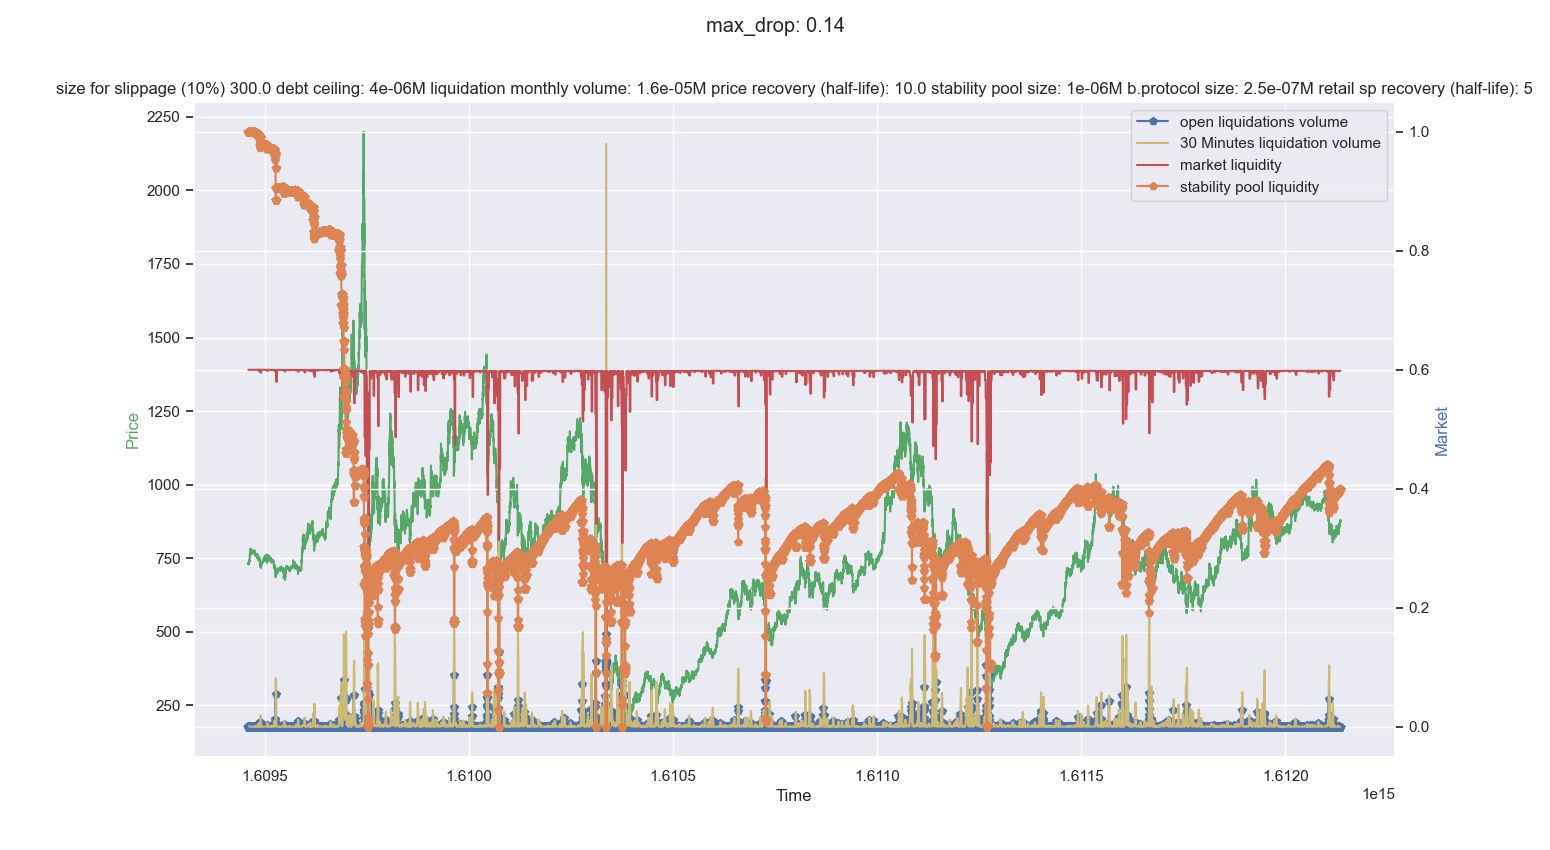 max_drop: 0.14
size for slippage (10%) 300.0 debt ceiling: 4e-06M liquidation monthly volume: 1.6e-05M price recovery (half-life): 10.0 stability pool size: 1e-06M b.protocol size: 2.5e-07M retail sp recovery (half-life): 5
open liquidations volume
30 Minutes liquidation volume
market liquidity
stability pool liquidity
2250
2000
1750
1500
1250
1000
750
500
250
Price
1.0
0.8
0.6
0.4
0.2
0.0
Market
1.6095
1.6100
1.6105
1.6110
1.6115
1.6120
Time
1e15